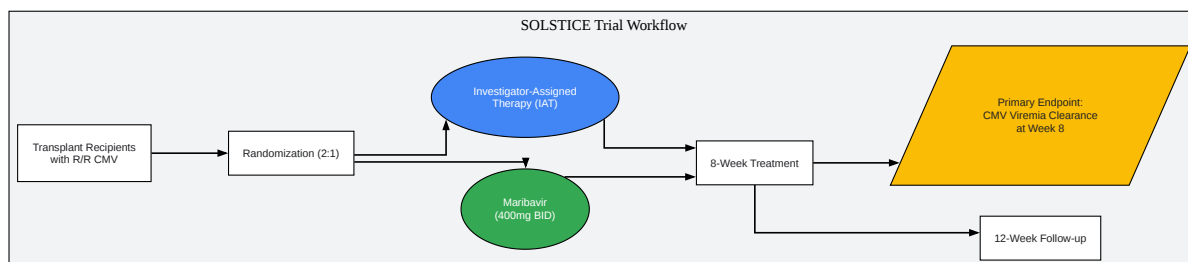 SOLSTICE Trial Workflow
Transplant Recipients
with R/R CMV
Randomization (2:1)
Investigator-Assigned
Therapy (IAT)
Maribavir
(400mg BID)
8-Week Treatment
Primary Endpoint:
CMV Viremia Clearance
at Week 8
12-Week Follow-up